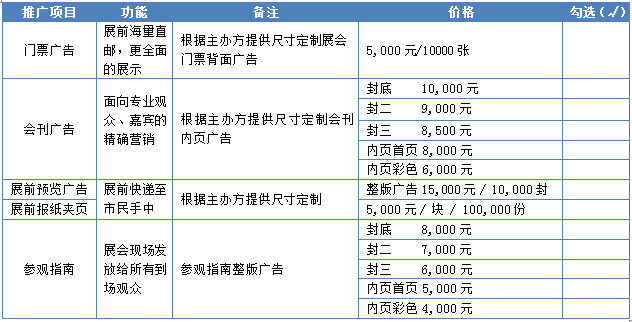 推广项目 功能 备注 价格 勾选(√)
门票广告 展前海量直邮，更全面的展示 根据主办方提供尺寸定制展会门票背面广告 5,000元/10000张
会刊广告 面向专业观众、嘉宾的精确营销 根据主办方提供尺寸定制会刊内页广告 封底 10,000元
封二 9,000元
封三 8,500元
内页首页 8,000元
内页彩色 6,000元
展前预览广告 展前快递至市民手中 根据主办方提供尺寸定制 整版广告 15,000元 / 10,000封
展前报纸夹页 5,000元 / 块 / 100,000份
参观指南 展会现场发放给所有到场观众 参观指南整版广告 封底 8,000元
封二 7,000元
封三 6,000元
内页首页 5,000元
内页彩色 4,000元